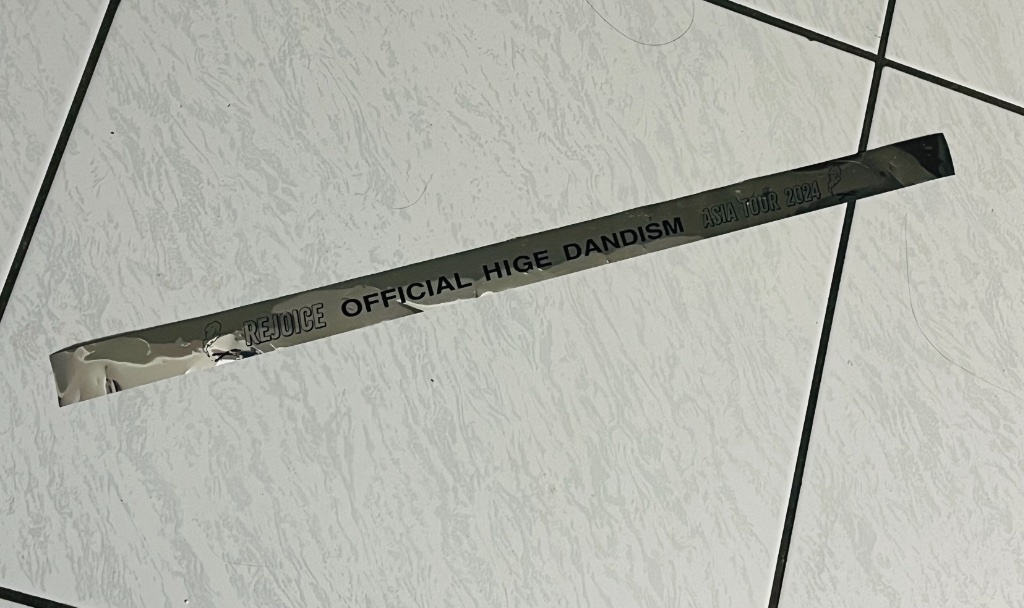 REJOICE OFFICIAL HIGE DANDISM ASIA TOUR 2024